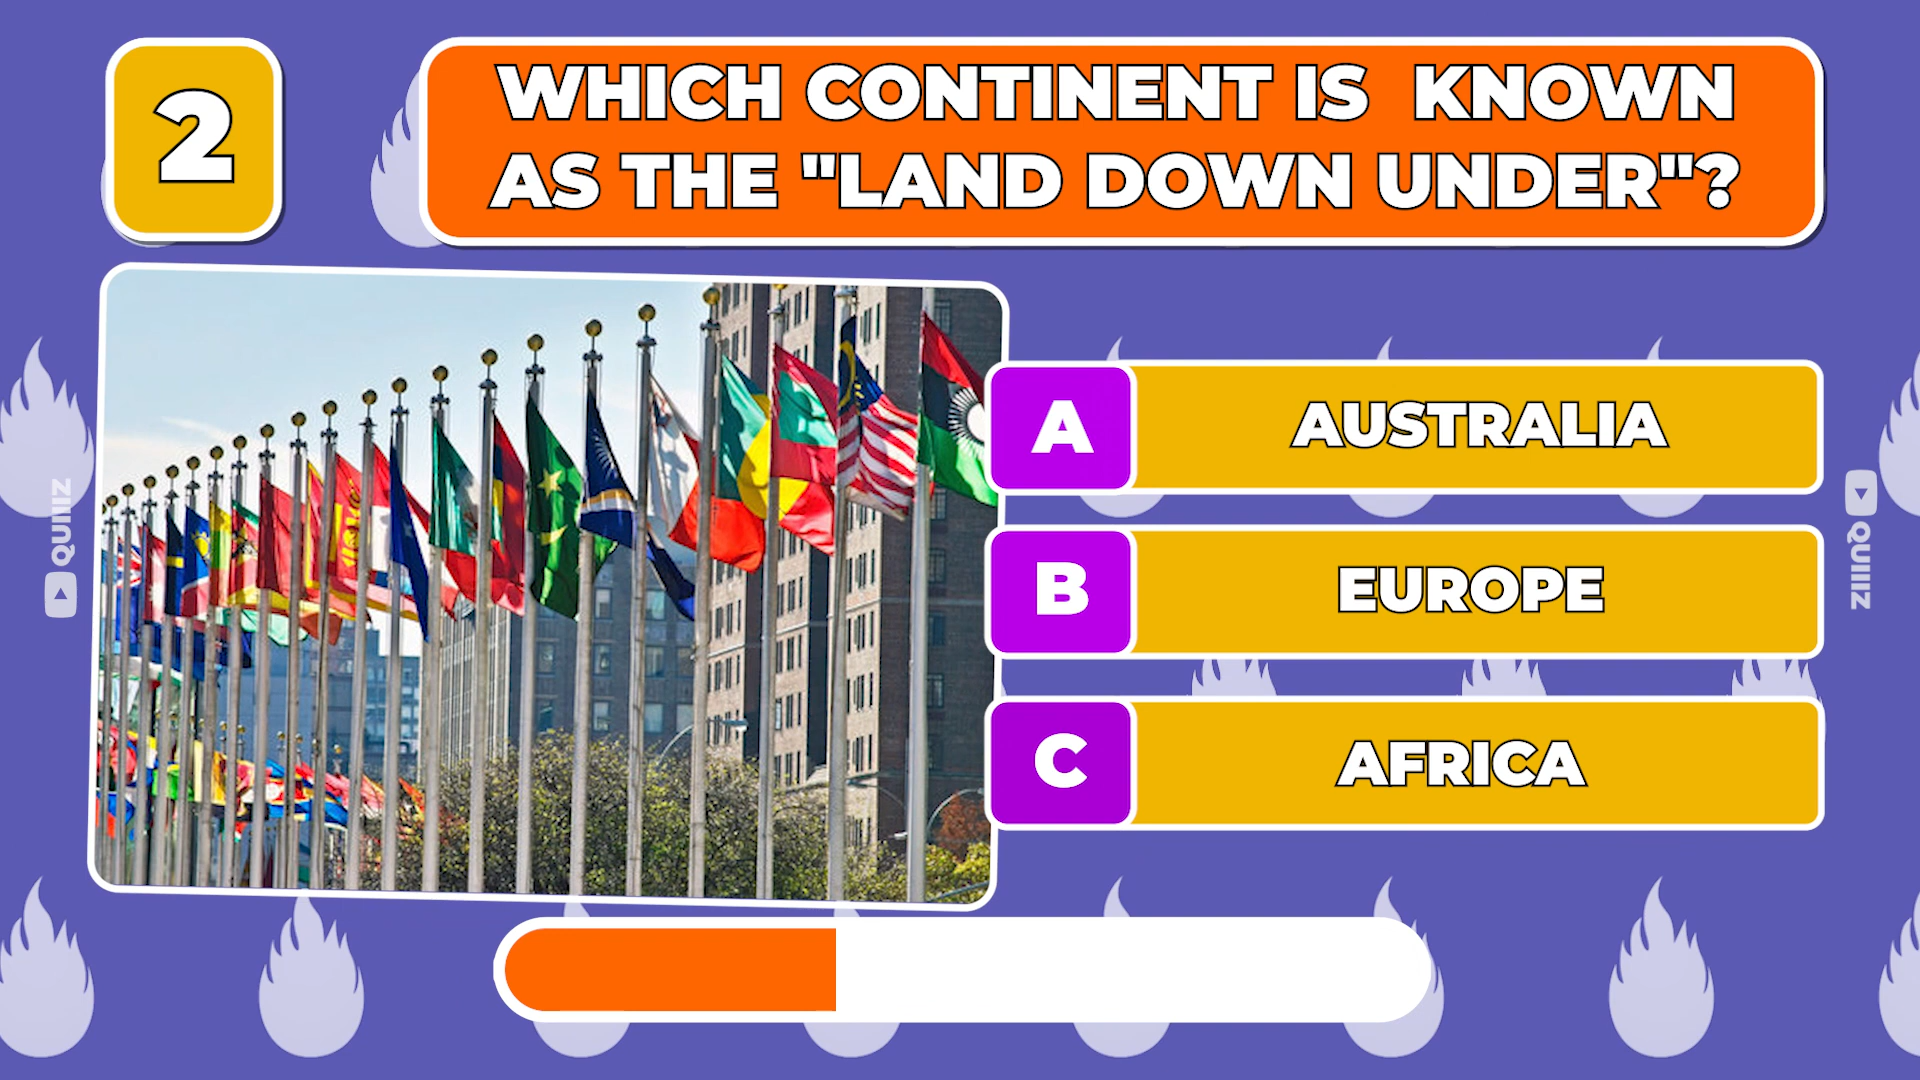 2
WHICH CONTINENT IS  KNOWN
AS THE "LAND DOWN UNDER"?
A
AUSTRALIA
B
EUROPE
C
AFRICA
QUIIIZ
QUIIIZ